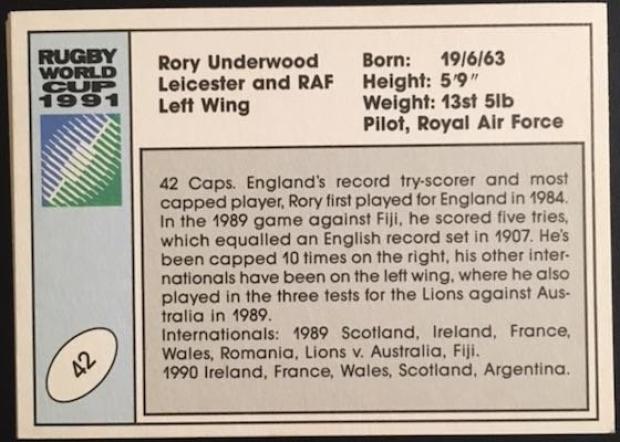 RUGBY
WORLD
CUP
1991
Rory Underwood
Leicester and RAF
Left Wing
Born: 19/6/63
Height: 5'9"
Weight: 13st 5lb
Pilot, Royal Air Force
42 Caps. England's record try-scorer and most
capped player, Rory first played for England in 1984.
In the 1989 game against Fiji, he scored five tries,
which equalled an English record set in 1907. He's
been capped 10 times on the right, his other inter-
nationals have been on the left wing, where he also
played in the three tests for the Lions against Aus-
tralia in 1989.
Internationals: 1989 Scotland, Ireland, France,
Wales, Romania, Lions v. Australia, Fiji.
1990 Ireland, France, Wales, Scotland, Argentina.
42